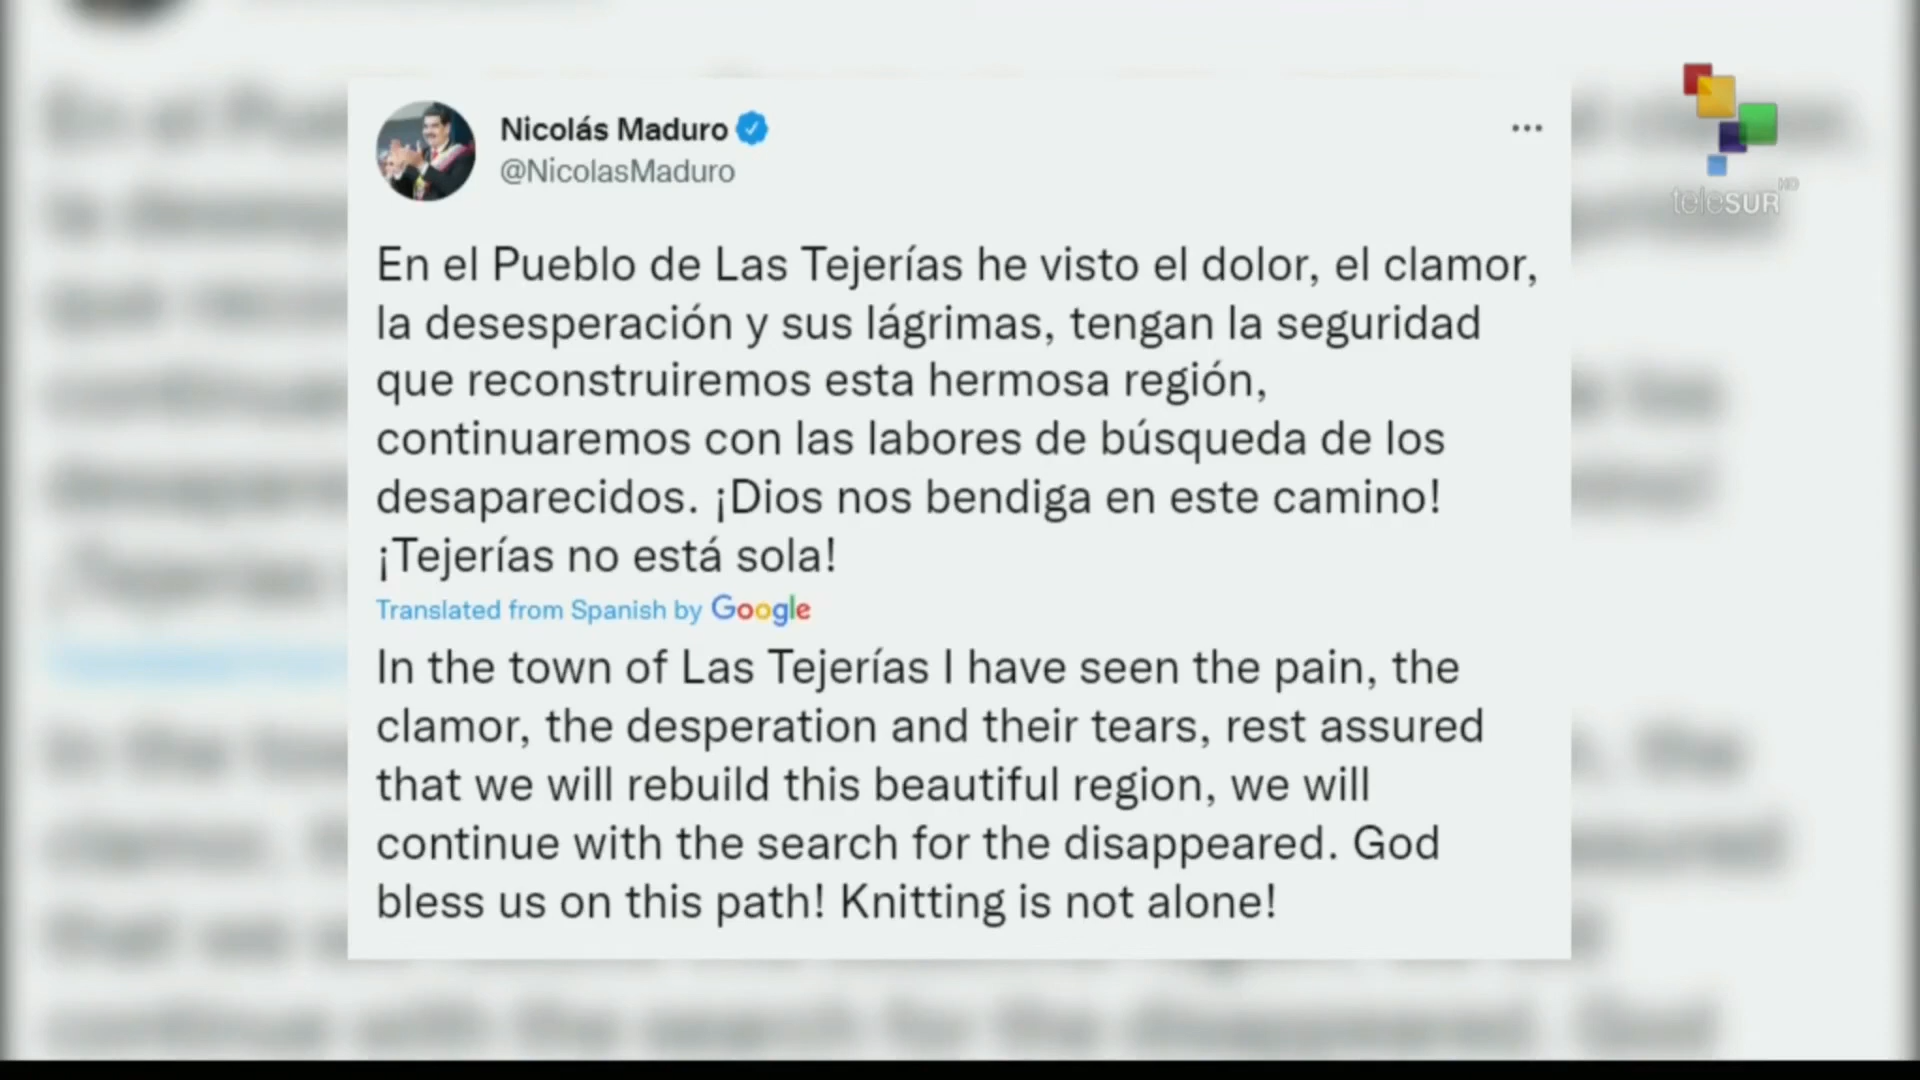 Nicolás Maduro
@NicolasMaduro
En el Pueblo de Las Tejerías he visto el dolor, el clamor,
la desesperación y sus lágrimas, tengan la seguridad
que reconstruiremos esta hermosa región,
continuaremos con las labores de búsqueda de los
desaparecidos. ¡Dios nos bendiga en este camino!
¡Tejerías no está sola!
Translated from Spanish by Google
In the town of Las Tejerías I have seen the pain, the
clamor, the desperation and their tears, rest assured
that we will rebuild this beautiful region, we will
continue with the search for the disappeared. God
bless us on this path! Knitting is not alone!
teleSUR HD